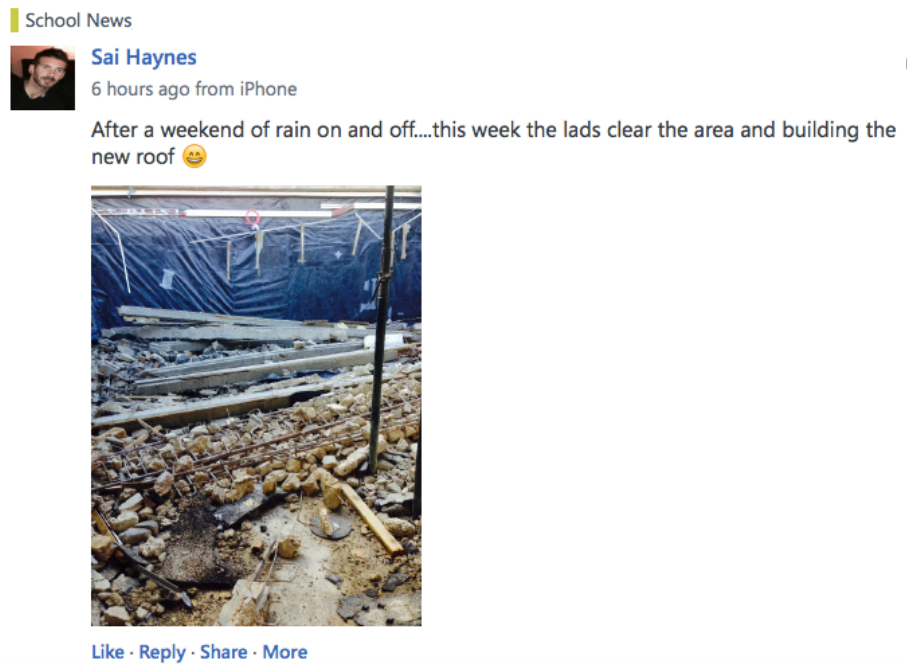 School News
Sai Haynes
6 hours ago from iPhone
After a weekend of rain on and off....this week the lads clear the area and building the
new roof 😄
Like · Reply · Share · More